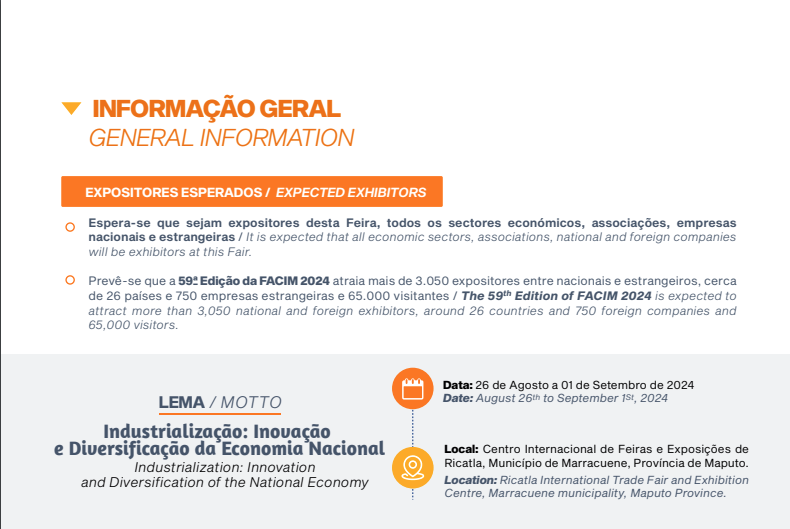 INFORMAÇÃO GERAL
GENERAL INFORMATION
EXPOSITORES ESPERADOS / EXPECTED EXHIBITORS
Espera-se que sejam expositores desta Feira, todos os sectores económicos, associações, empresas
nacionais e estrangeiras / It is expected that all economic sectors, associations, national and foreign companies
will be exhibitors at this Fair.
Prevê-se que a 59ª Edição da FACIM 2024 atraia mais de 3.050 expositores entre nacionais e estrangeiros, cerca
de 26 países e 750 empresas estrangeiras e 65.000 visitantes / The 59th Edition of FACIM 2024 is expected to
attract more than 3,050 national and foreign exhibitors, around 26 countries and 750 foreign companies and
65,000 visitors.
LEMA / MOTTO
Industrialização: Inovação
e Diversificação da Economia Nacional
Industrialization: Innovation
and Diversification of the National Economy
Data: 26 de Agosto a 01 de Setembro de 2024
Date: August 26th to September 1St, 2024
Local: Centro Internacional de Feiras e Exposições de
Ricatla, Município de Marracuene, Província de Maputo.
Location: Ricatla International Trade Fair and Exhibition
Centre, Marracuene municipality, Maputo Province.